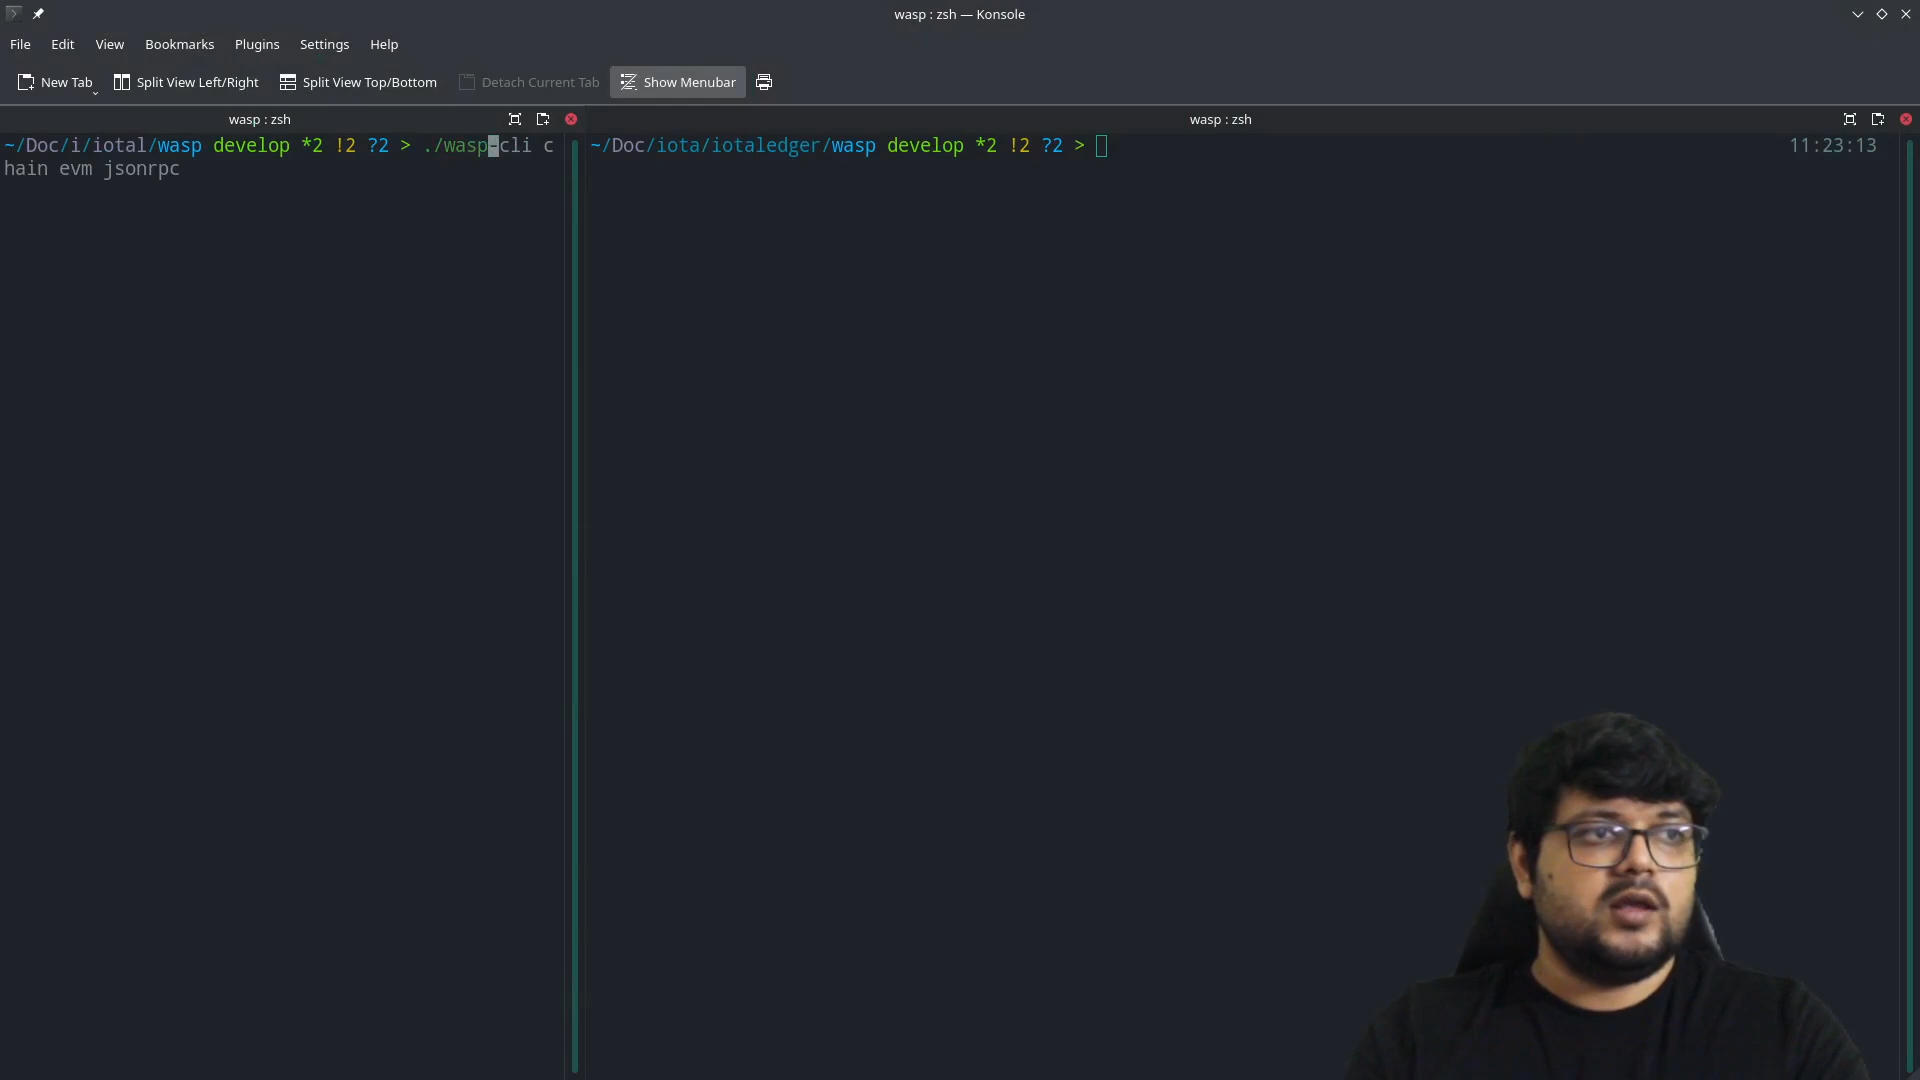 wasp : zsh — Konsole
File Edit View Bookmarks Plugins Settings Help
New Tab Split View Left/Right Split View Top/Bottom Detach Current Tab Show Menubar
wasp : zsh
~/Doc/i/iotal/wasp develop *2 !2 ?2 > ./wasp-cli c
hain evm jsonrpc
wasp : zsh
~/Doc/iota/iotaledger/wasp develop *2 !2 ?2 > 11:23:13